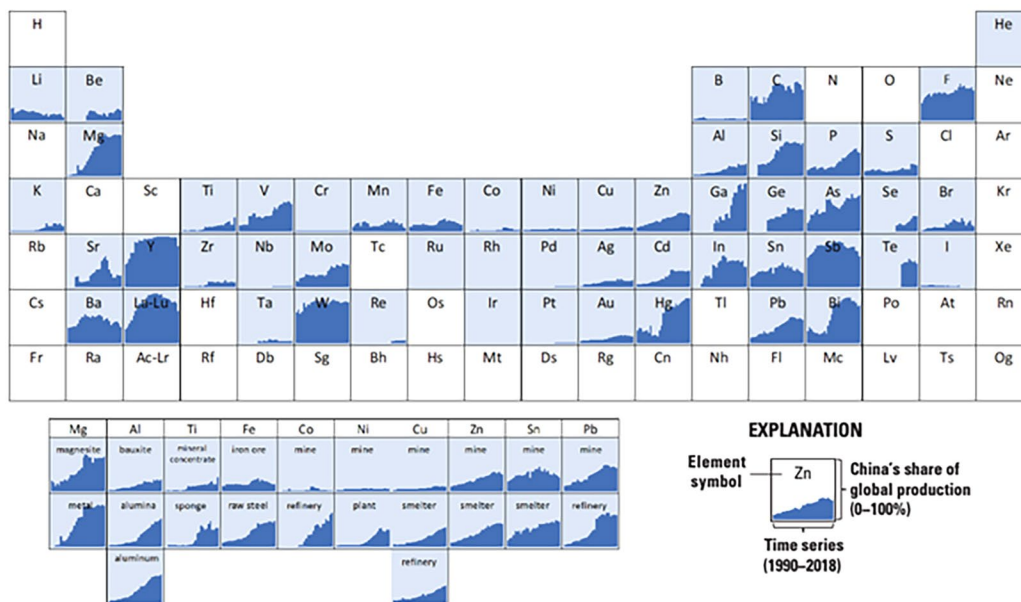 H He
Li Be B C N O F Ne
Na Mg Al Si P S Cl Ar
K Ca Sc Ti V Cr Mn Fe Co Ni Cu Zn Ga Ge As Se Br Kr
Rb Sr Y Zr Nb Mo Tc Ru Rh Pd Ag Cd In Sn Sb Te I Xe
Cs Ba La-Lu Hf Ta W Re Os Ir Pt Au Hg Tl Pb Bi Po At Rn
Fr Ra Ac-Lr Rf Db Sg Bh Hs Mt Ds Rg Cn Nh Fl Mc Lv Ts Og
Mg Al Ti Fe Co Ni Cu Zn Sn Pb
magnesite bauxite mineral concentrate iron ore mine mine mine mine mine mine
metal alumina sponge raw steel refinery plant smelter smelter smelter refinery
aluminum refinery
EXPLANATION
Element symbol
Zn
China's share of
global production
(0–100%)
Time series
(1990–2018)